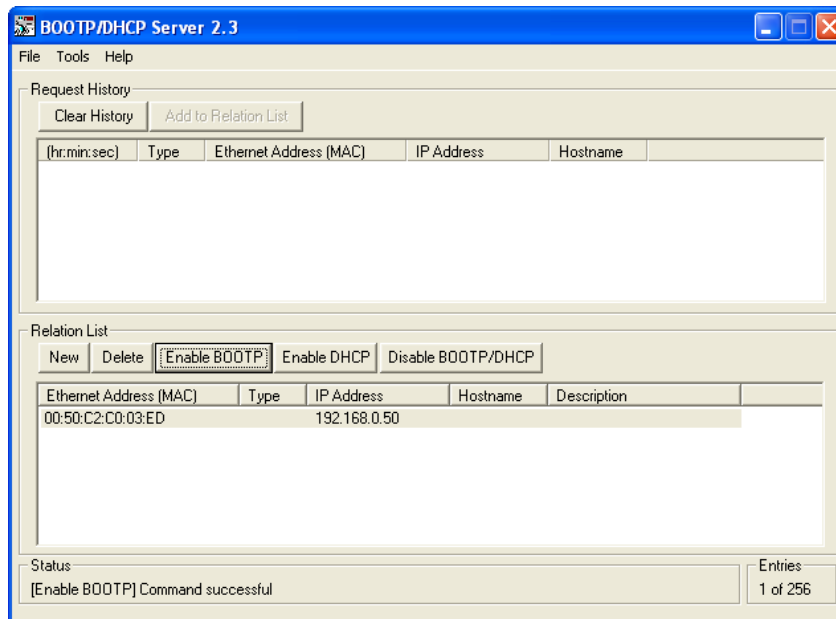 BOOTP/DHCP Server 2.3
File Tools Help
Request History
Clear History Add to Relation List
(hr:min:sec) Type Ethernet Address (MAC) IP Address Hostname
Relation List
New Delete Enable BOOTP Enable DHCP Disable BOOTP/DHCP
Ethernet Address (MAC) Type IP Address Hostname Description
00:50:C2:C0:03:ED 192.168.0.50
Status Entries
[Enable BOOTP] Command successful 1 of 256